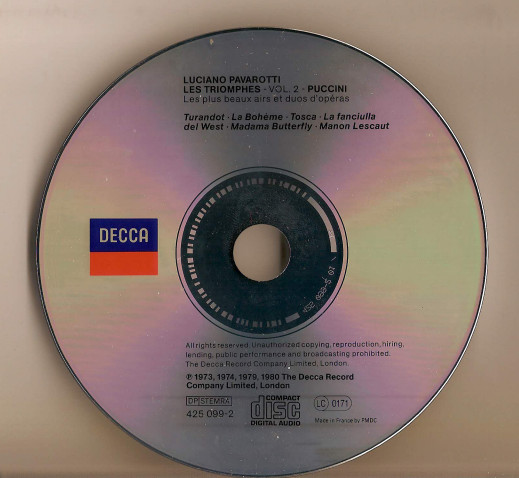 LUCIANO PAVAROTTI
LES TRIOMPHES · VOL. 2 · PUCCINI
Les plus beaux airs et duos d'opéras
Turandot · La Bohème · Tosca · La fanciulla
del West · Madama Butterfly · Manon Lescaut
DECCA
All rights reserved. Unauthorized copying, reproduction, hiring,
lending, public performance and broadcasting prohibited.
The Decca Record Company Limited, London
℗ 1973, 1974, 1979, 1980 The Decca Record
Company Limited, London
DP STEMRA
425 099-2
COMPACT
disc
DIGITAL AUDIO
LC 0171
Made in France by PMDC